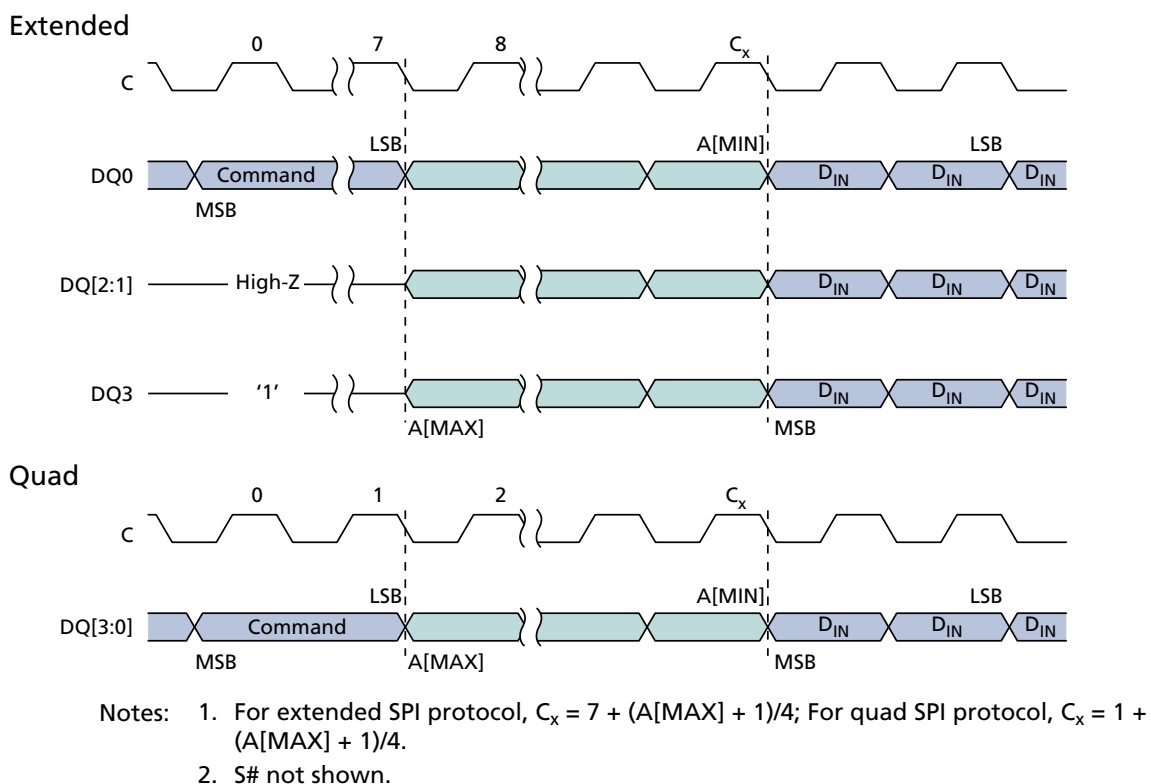 Extended
0 7 8 Cx
C
LSB A[MIN] LSB
DQ0 Command DIN DIN DIN
MSB
DQ[2:1] High-Z DIN DIN DIN
DQ3 '1' DIN DIN DIN
A[MAX] MSB
Quad
0 1 2 Cx
C
LSB A[MIN] LSB
DQ[3:0] Command DIN DIN DIN
MSB A[MAX] MSB
Notes: 1. For extended SPI protocol, Cx = 7 + (A[MAX] + 1)/4; For quad SPI protocol, Cx = 1 +
(A[MAX] + 1)/4.
2. S# not shown.